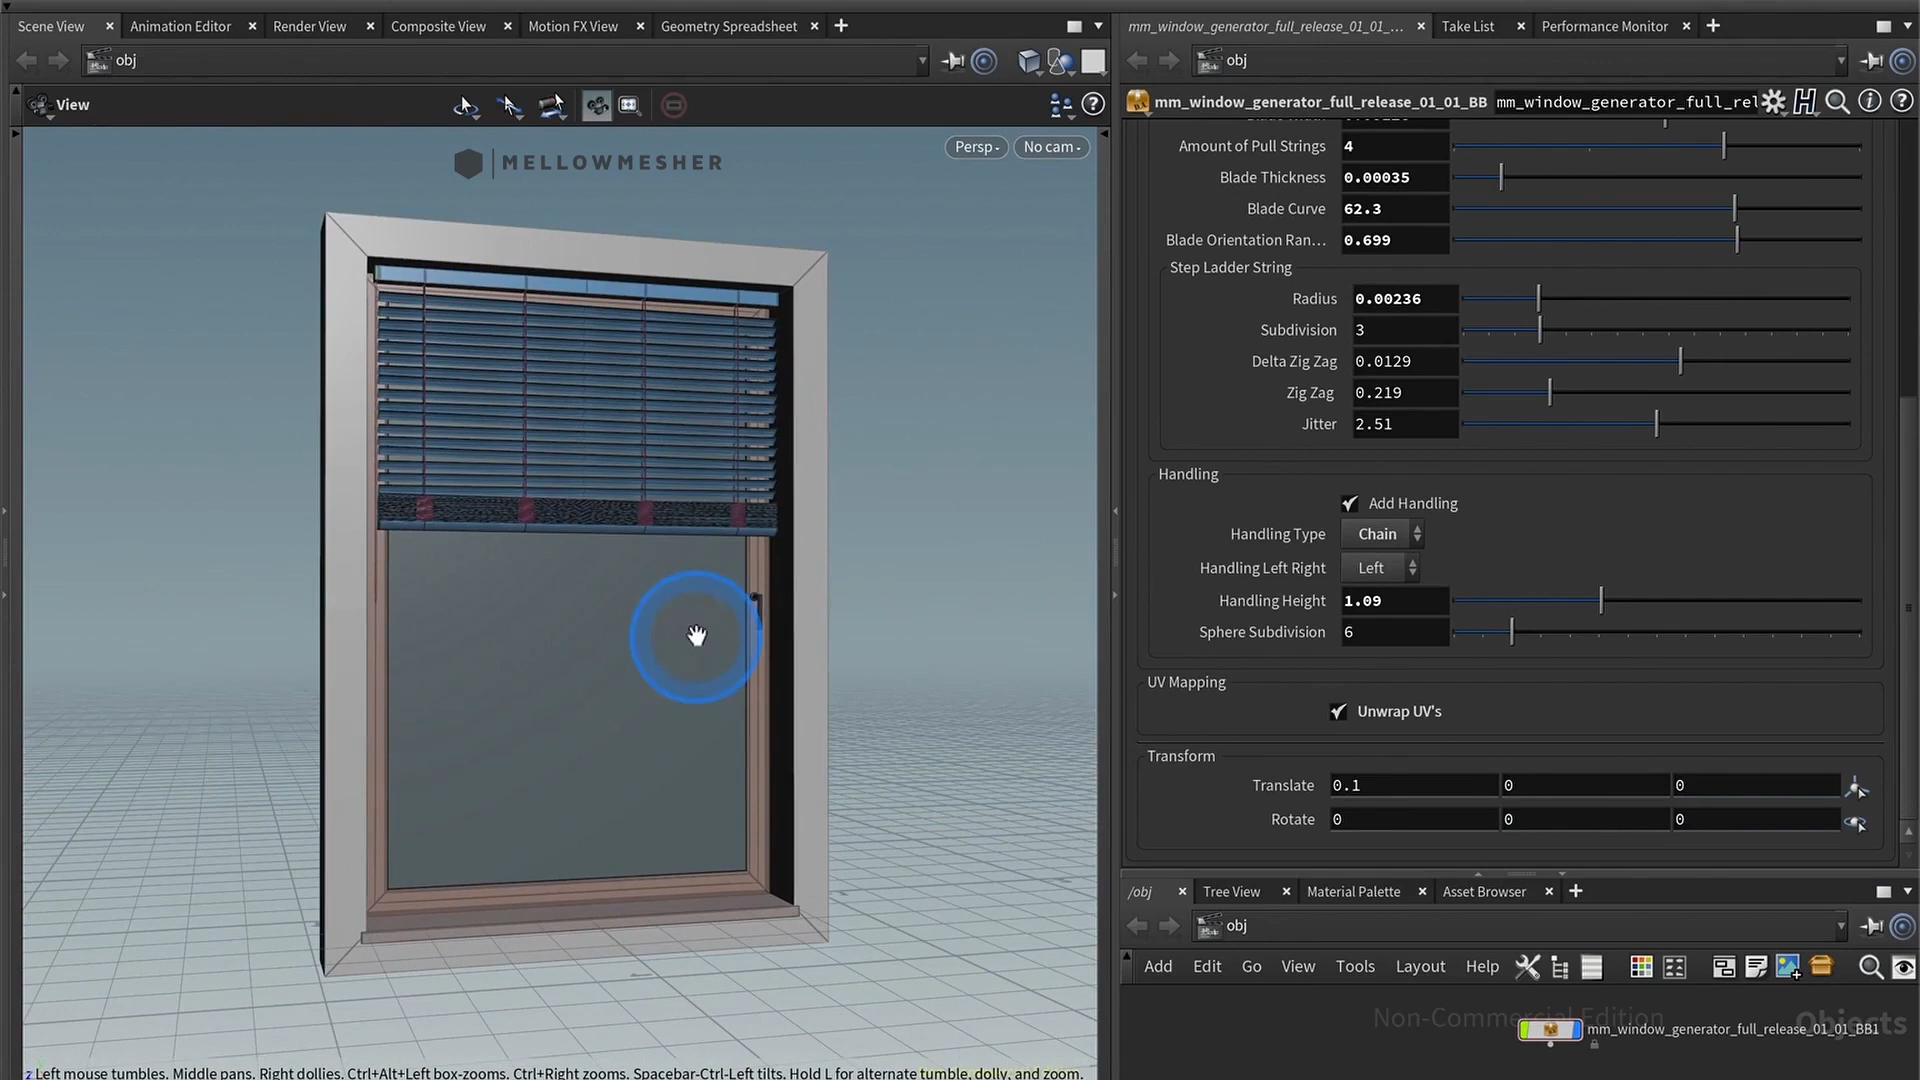 Scene View
Animation Editor
Render View
Composite View
Motion FX View
Geometry Spreadsheet
obj
View
Persp
No cam
MELLOWMESHER
z Left mouse tumbles. Middle pans. Right dollies. Ctrl+Alt+Left box-zooms. Ctrl+Right zooms. Spacebar-Ctrl-Left tilts. Hold L for alternate tumble, dolly, and zoom.
mm_window_generator_full_release_01_01_...
Take List
Performance Monitor
obj
mm_window_generator_full_release_01_01_BB
mm_window_generator_full_rel
Amount of Pull Strings 4
Blade Thickness 0.00035
Blade Curve 62.3
Blade Orientation Ran... 0.699
Step Ladder String
Radius 0.00236
Subdivision 3
Delta Zig Zag 0.0129
Zig Zag 0.219
Jitter 2.51
Handling
Add Handling
Handling Type Chain
Handling Left Right Left
Handling Height 1.09
Sphere Subdivision 6
UV Mapping
Unwrap UV's
Transform
Translate 0.1 0 0
Rotate 0 0 0
/obj
Tree View
Material Palette
Asset Browser
obj
Add Edit Go View Tools Layout Help
Non-Commercial Edition
Objects
mm_window_generator_full_release_01_01_BB1